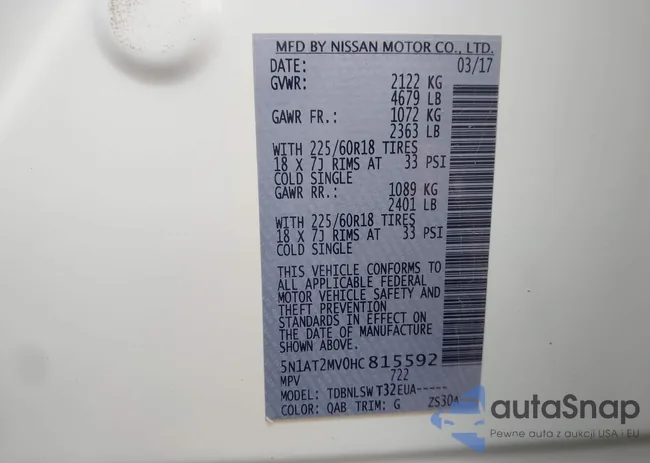 MFD BY NISSAN MOTOR CO., LTD.
DATE: 03/17
GVWR: 2122 KG
4679 LB
GAWR FR.: 1072 KG
2363 LB
WITH 225/60R18 TIRES
18 X 7J RIMS AT 33 PSI
COLD SINGLE
GAWR RR.: 1089 KG
2401 LB
WITH 225/60R18 TIRES
18 X 7J RIMS AT 33 PSI
COLD SINGLE
THIS VEHICLE CONFORMS TO
ALL APPLICABLE FEDERAL
MOTOR VEHICLE SAFETY AND
THEFT PREVENTION
STANDARDS IN EFFECT ON
THE DATE OF MANUFACTURE
SHOWN ABOVE.
5N1AT2MV0HC815592
MPV 722
MODEL: TDBNLSWT32EUA-----
COLOR: QAB TRIM: G ZS30A
autaSnap
Pewne auta z aukcji USA i EU